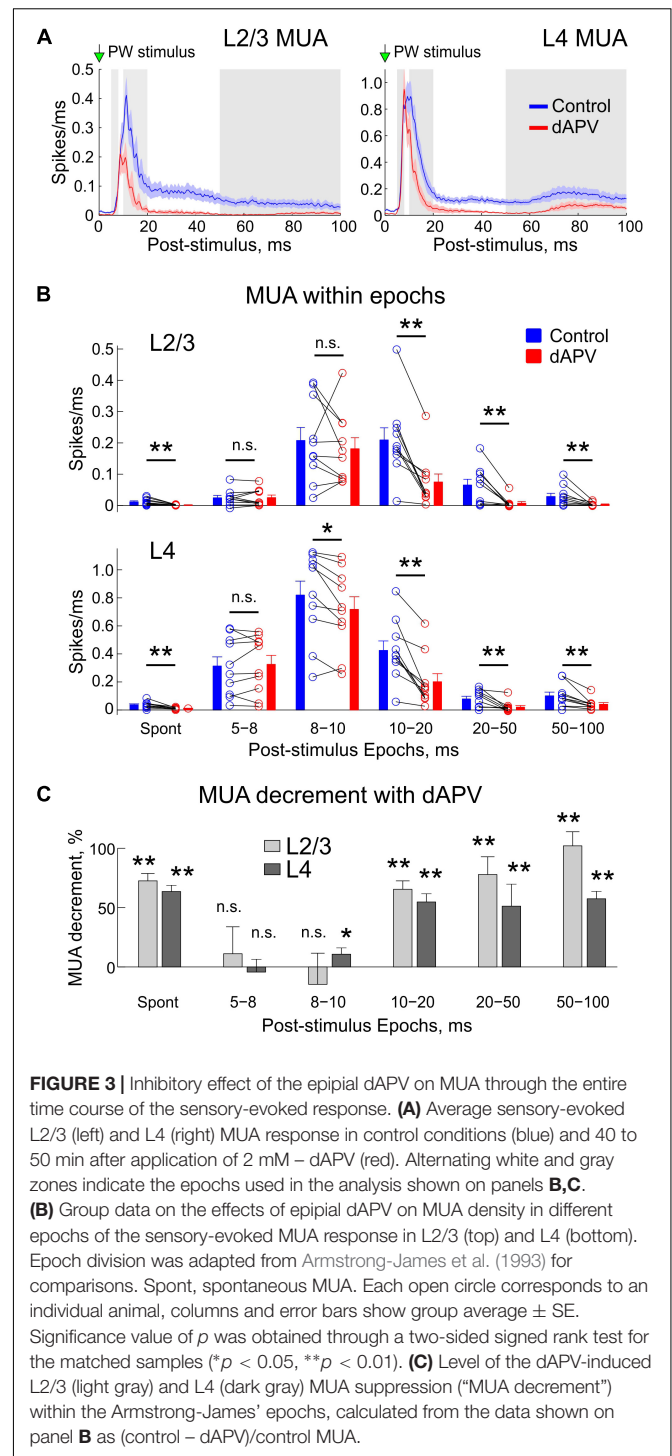 A
L2/3 MUA
L4 MUA
PW stimulus
PW stimulus
Spikes/ms
0.5
0.4
0.3
0.2
0.1
0
0 20 40 60 80 100
Post-stimulus, ms
1.0
0.8
0.6
0.4
0.2
0
0 20 40 60 80 100
Post-stimulus, ms
Control
dAPV
B
MUA within epochs
L2/3
Control
dAPV
Spikes/ms
0.5
0.4
0.3
0.2
0.1
0
** n.s. n.s. ** ** **
L4
Spikes/ms
1.0
0.8
0.6
0.4
0.2
0
** n.s. * ** ** **
Spont 5–8 8–10 10–20 20–50 50–100
Post-stimulus Epochs, ms
C
MUA decrement with dAPV
L2/3
L4
MUA decrement, %
100
50
0
** ** n.s. n.s. n.s. * ** ** ** ** ** **
Spont 5–8 8–10 10–20 20–50 50–100
Post-stimulus Epochs, ms
FIGURE 3 | Inhibitory effect of the epipial dAPV on MUA through the entire
time course of the sensory-evoked response. (A) Average sensory-evoked
L2/3 (left) and L4 (right) MUA response in control conditions (blue) and 40 to
50 min after application of 2 mM – dAPV (red). Alternating white and gray
zones indicate the epochs used in the analysis shown on panels B,C.
(B) Group data on the effects of epipial dAPV on MUA density in different
epochs of the sensory-evoked MUA response in L2/3 (top) and L4 (bottom).
Epoch division was adapted from Armstrong-James et al. (1993) for
comparisons. Spont, spontaneous MUA. Each open circle corresponds to an
individual animal, columns and error bars show group average ± SE.
Significance value of p was obtained through a two-sided signed rank test for
the matched samples (*p < 0.05, **p < 0.01). (C) Level of the dAPV-induced
L2/3 (light gray) and L4 (dark gray) MUA suppression (“MUA decrement”)
within the Armstrong-James’ epochs, calculated from the data shown on
panel B as (control – dAPV)/control MUA.